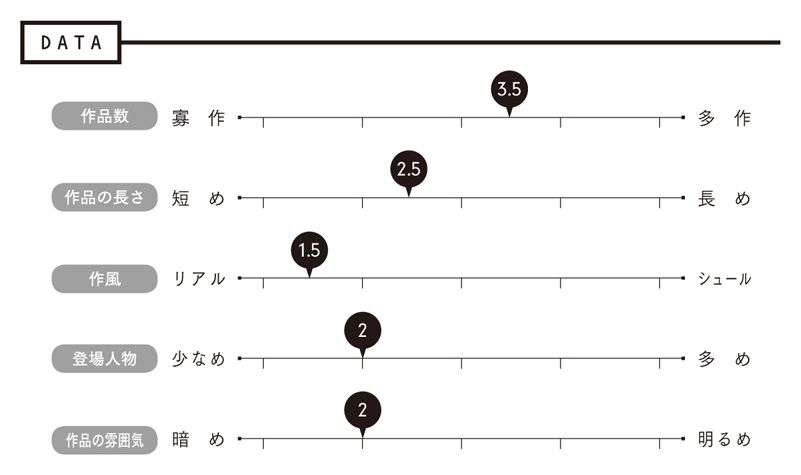 DATA
作品数 寡作 3.5 多作
作品の長さ 短め 2.5 長め
作風 リアル 1.5 シュール
登場人物 少なめ 2 多め
作品の雰囲気 暗め 2 明るめ